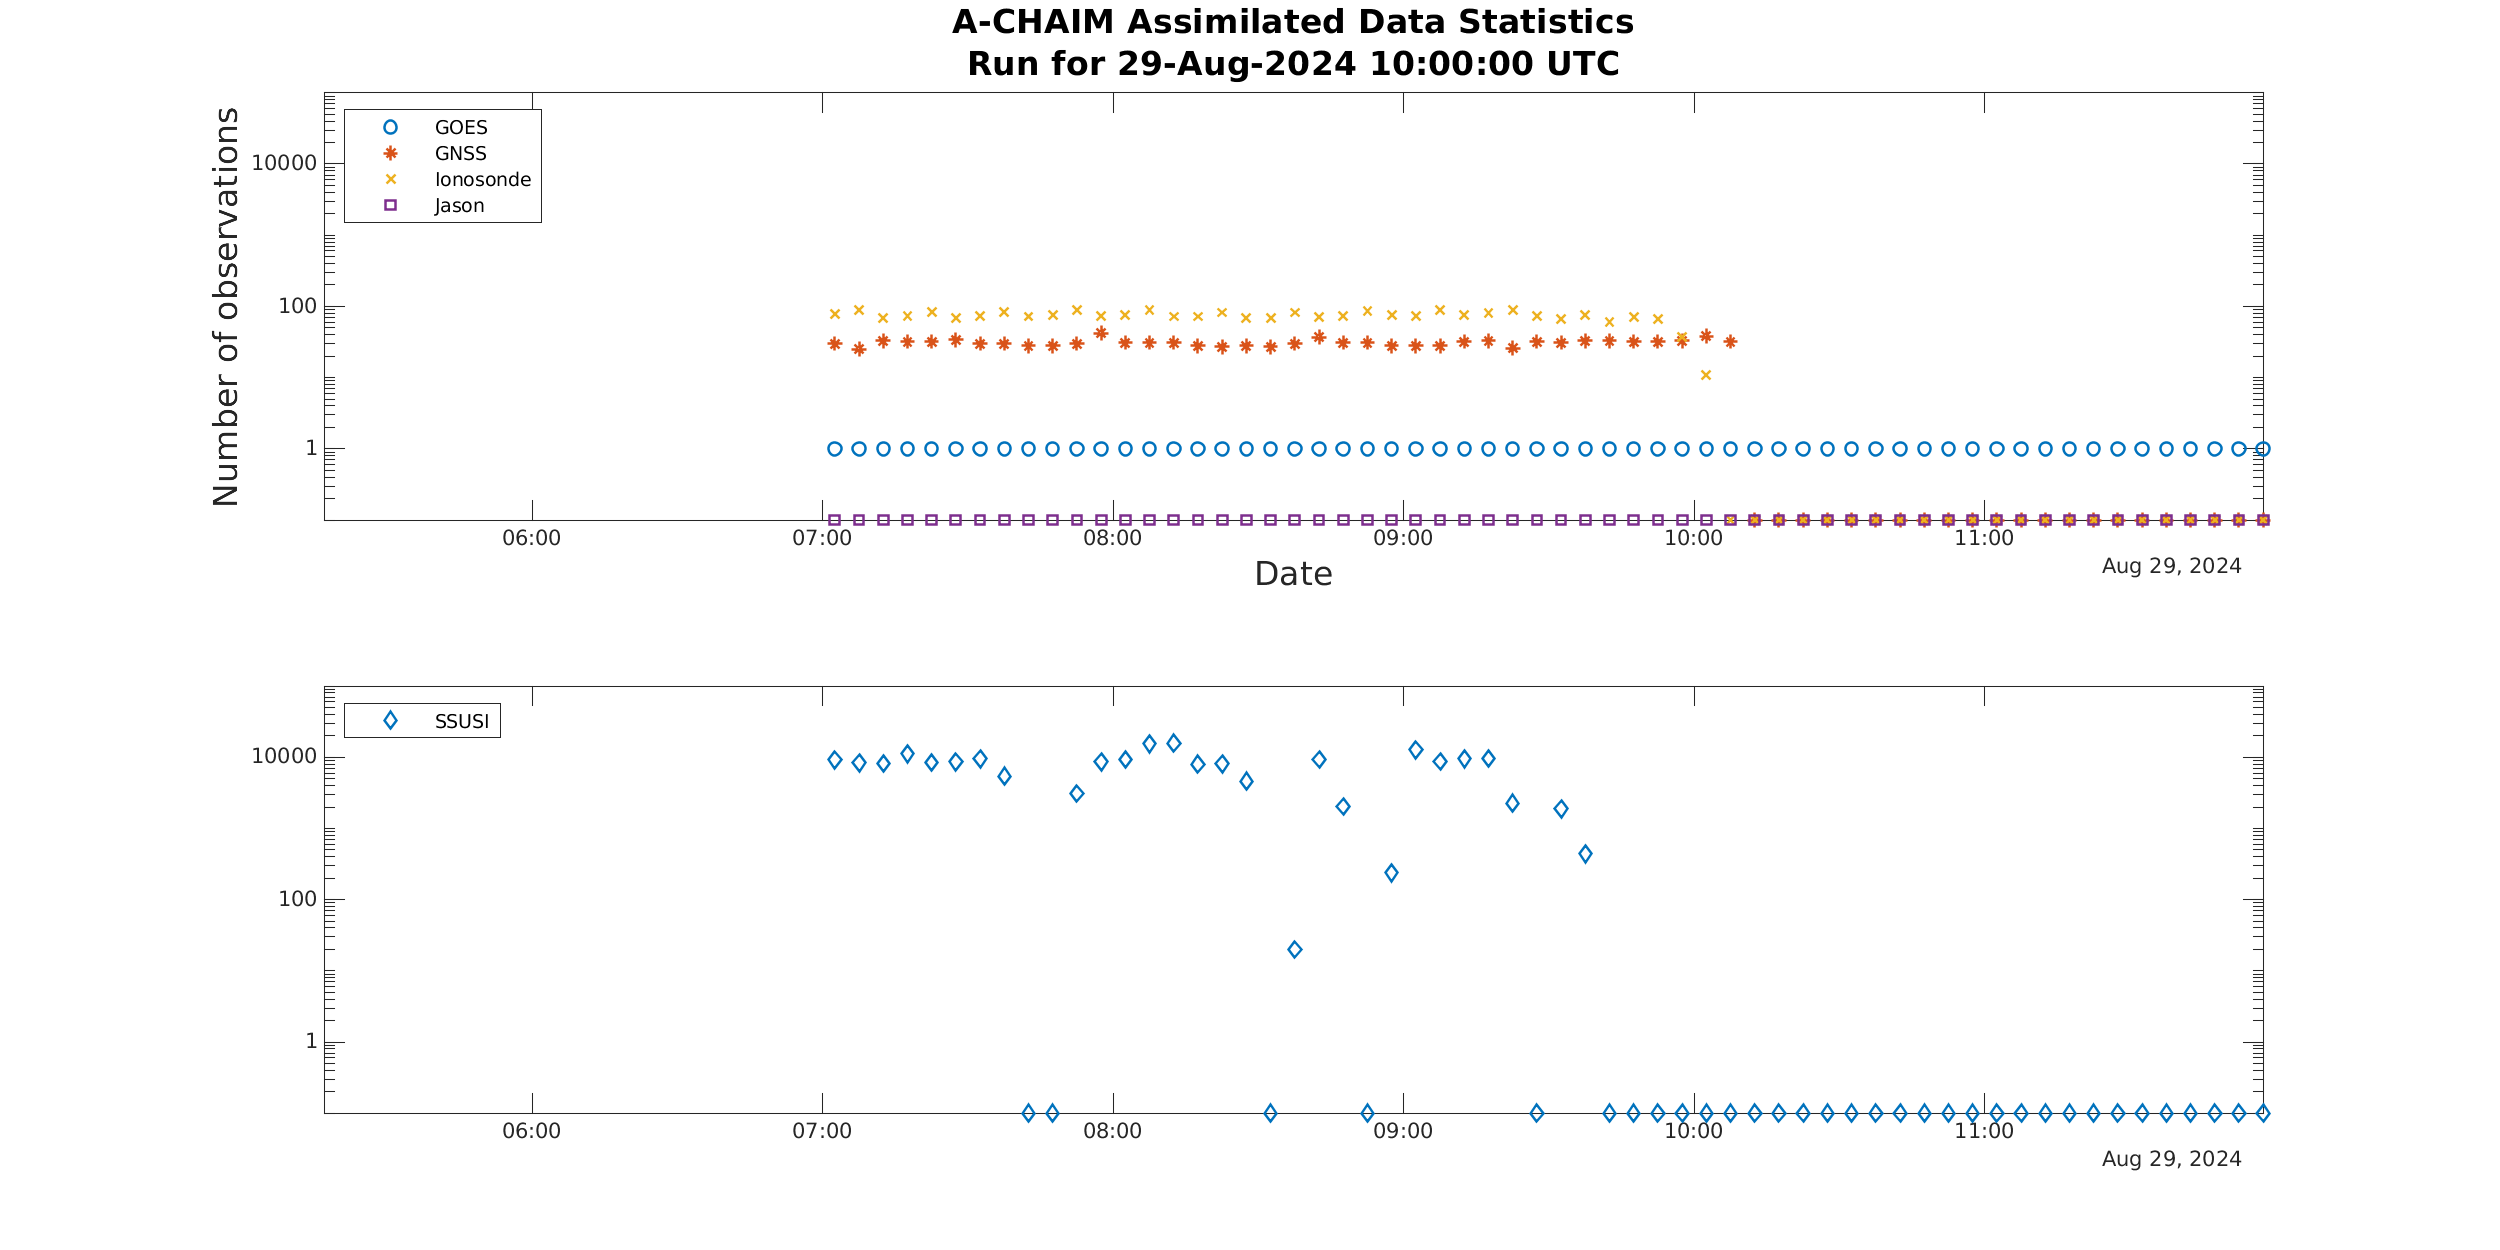 A-CHAIM Assimilated Data Statistics
Run for 29-Aug-2024 10:00:00 UTC
Number of observations
10000
100
1
GOES
GNSS
Ionosonde
Jason
06:00
07:00
08:00
09:00
10:00
11:00
Date
Aug 29, 2024
10000
100
1
SSUSI
06:00
07:00
08:00
09:00
10:00
11:00
Aug 29, 2024